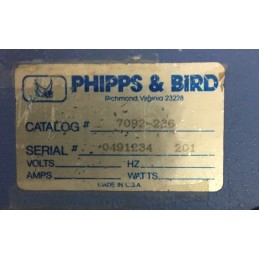 PHIPPS & BIRD
Richmond, Virginia 23228
CATALOG # 7092-226
SERIAL # 0491234 201
VOLTS HZ
AMPS WATTS
MADE IN U.S.A.